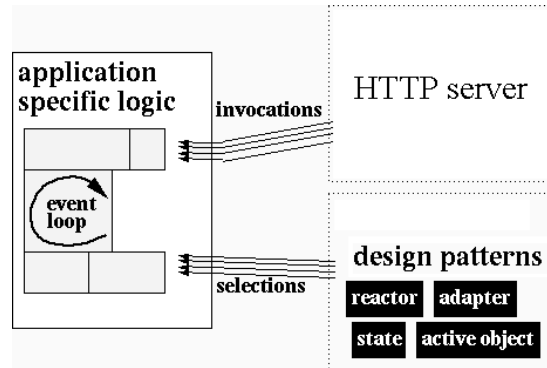 application
specific logic
invocations
HTTP server
event
loop
selections
design patterns
reactor
adapter
state
active object